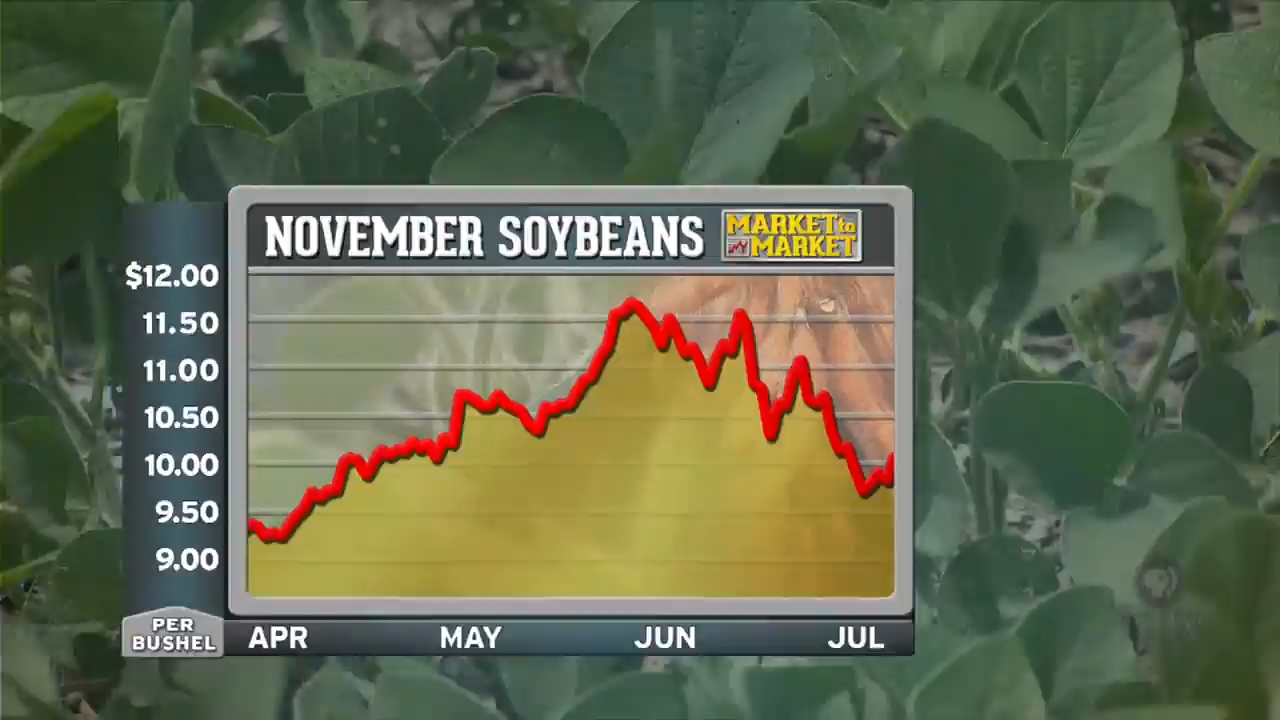 NOVEMBER SOYBEANS
MARKET to
MARKET
$12.00
11.50
11.00
10.50
10.00
9.50
9.00
PER
BUSHEL
APR MAY JUN JUL